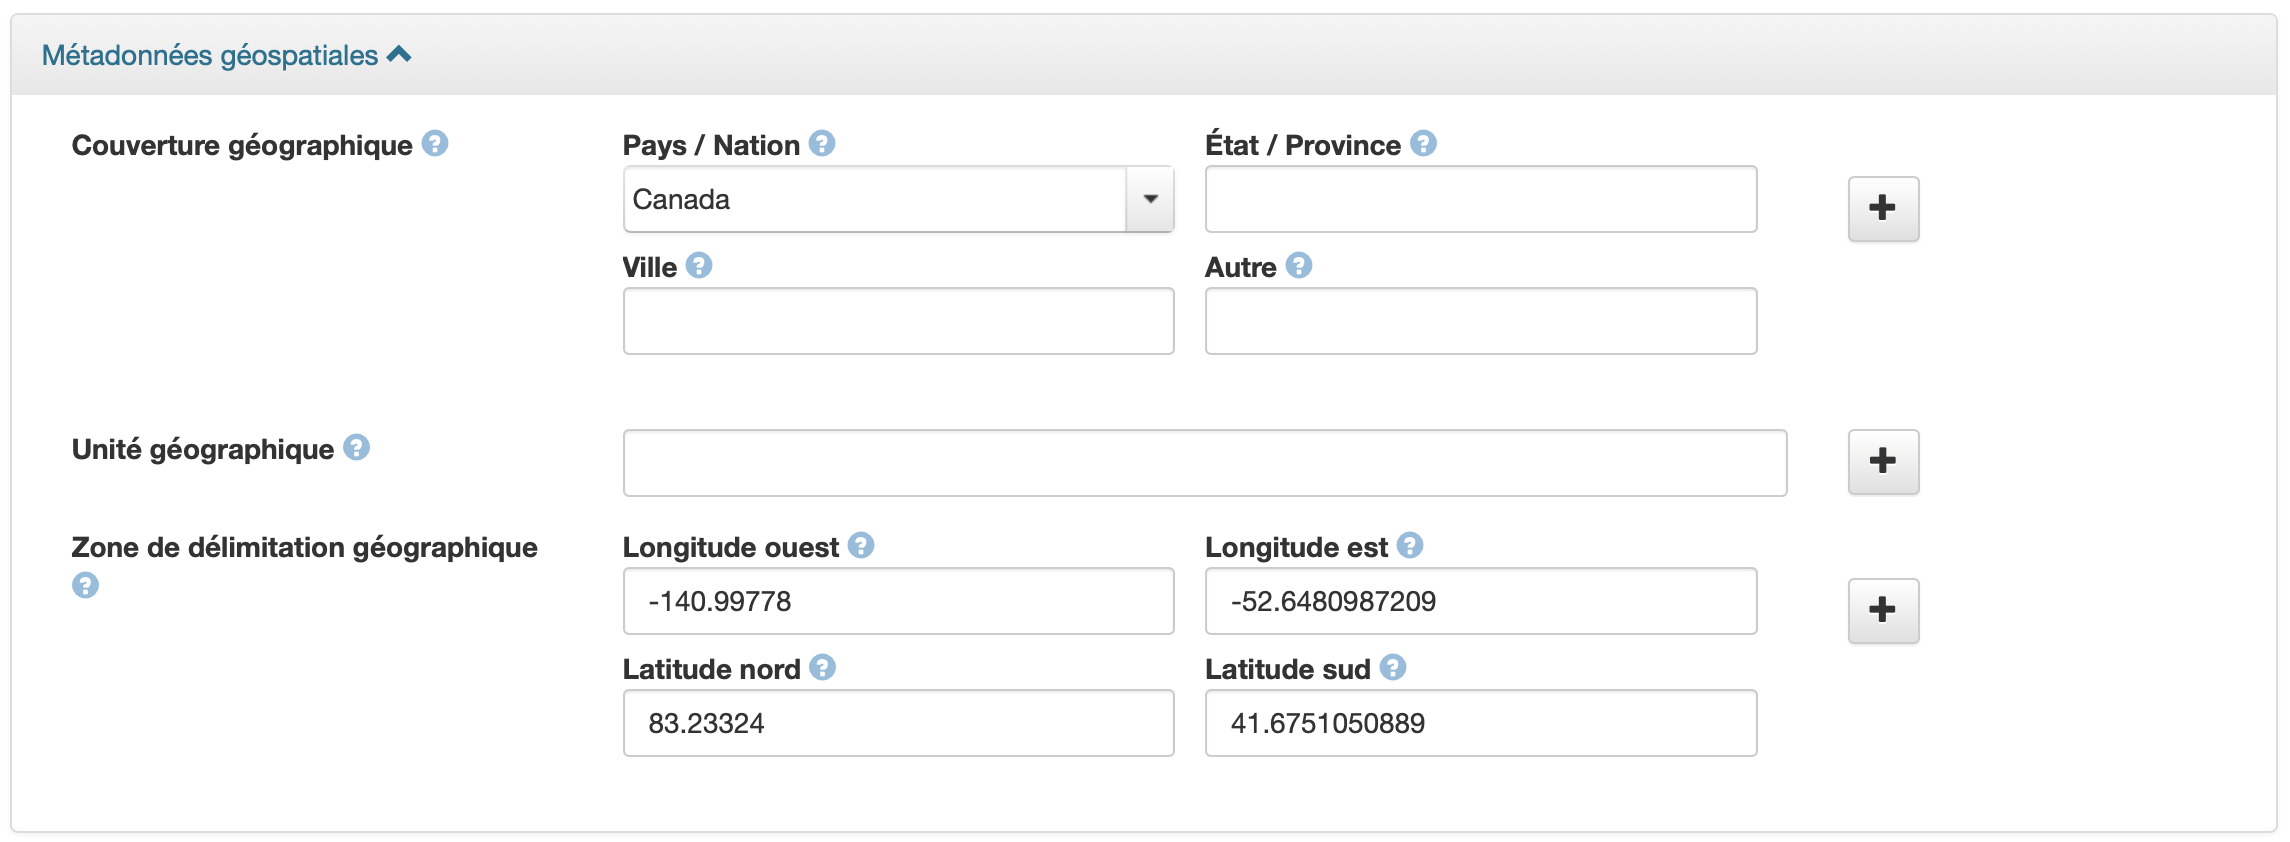 Métadonnées géospatiales
Couverture géographique ?
Pays / Nation ?
État / Province ?
Canada
Ville ?
Autre ?
Unité géographique ?
Zone de délimitation géographique ?
Longitude ouest ?
Longitude est ?
-140.99778
-52.6480987209
Latitude nord ?
Latitude sud ?
83.23324
41.6751050889